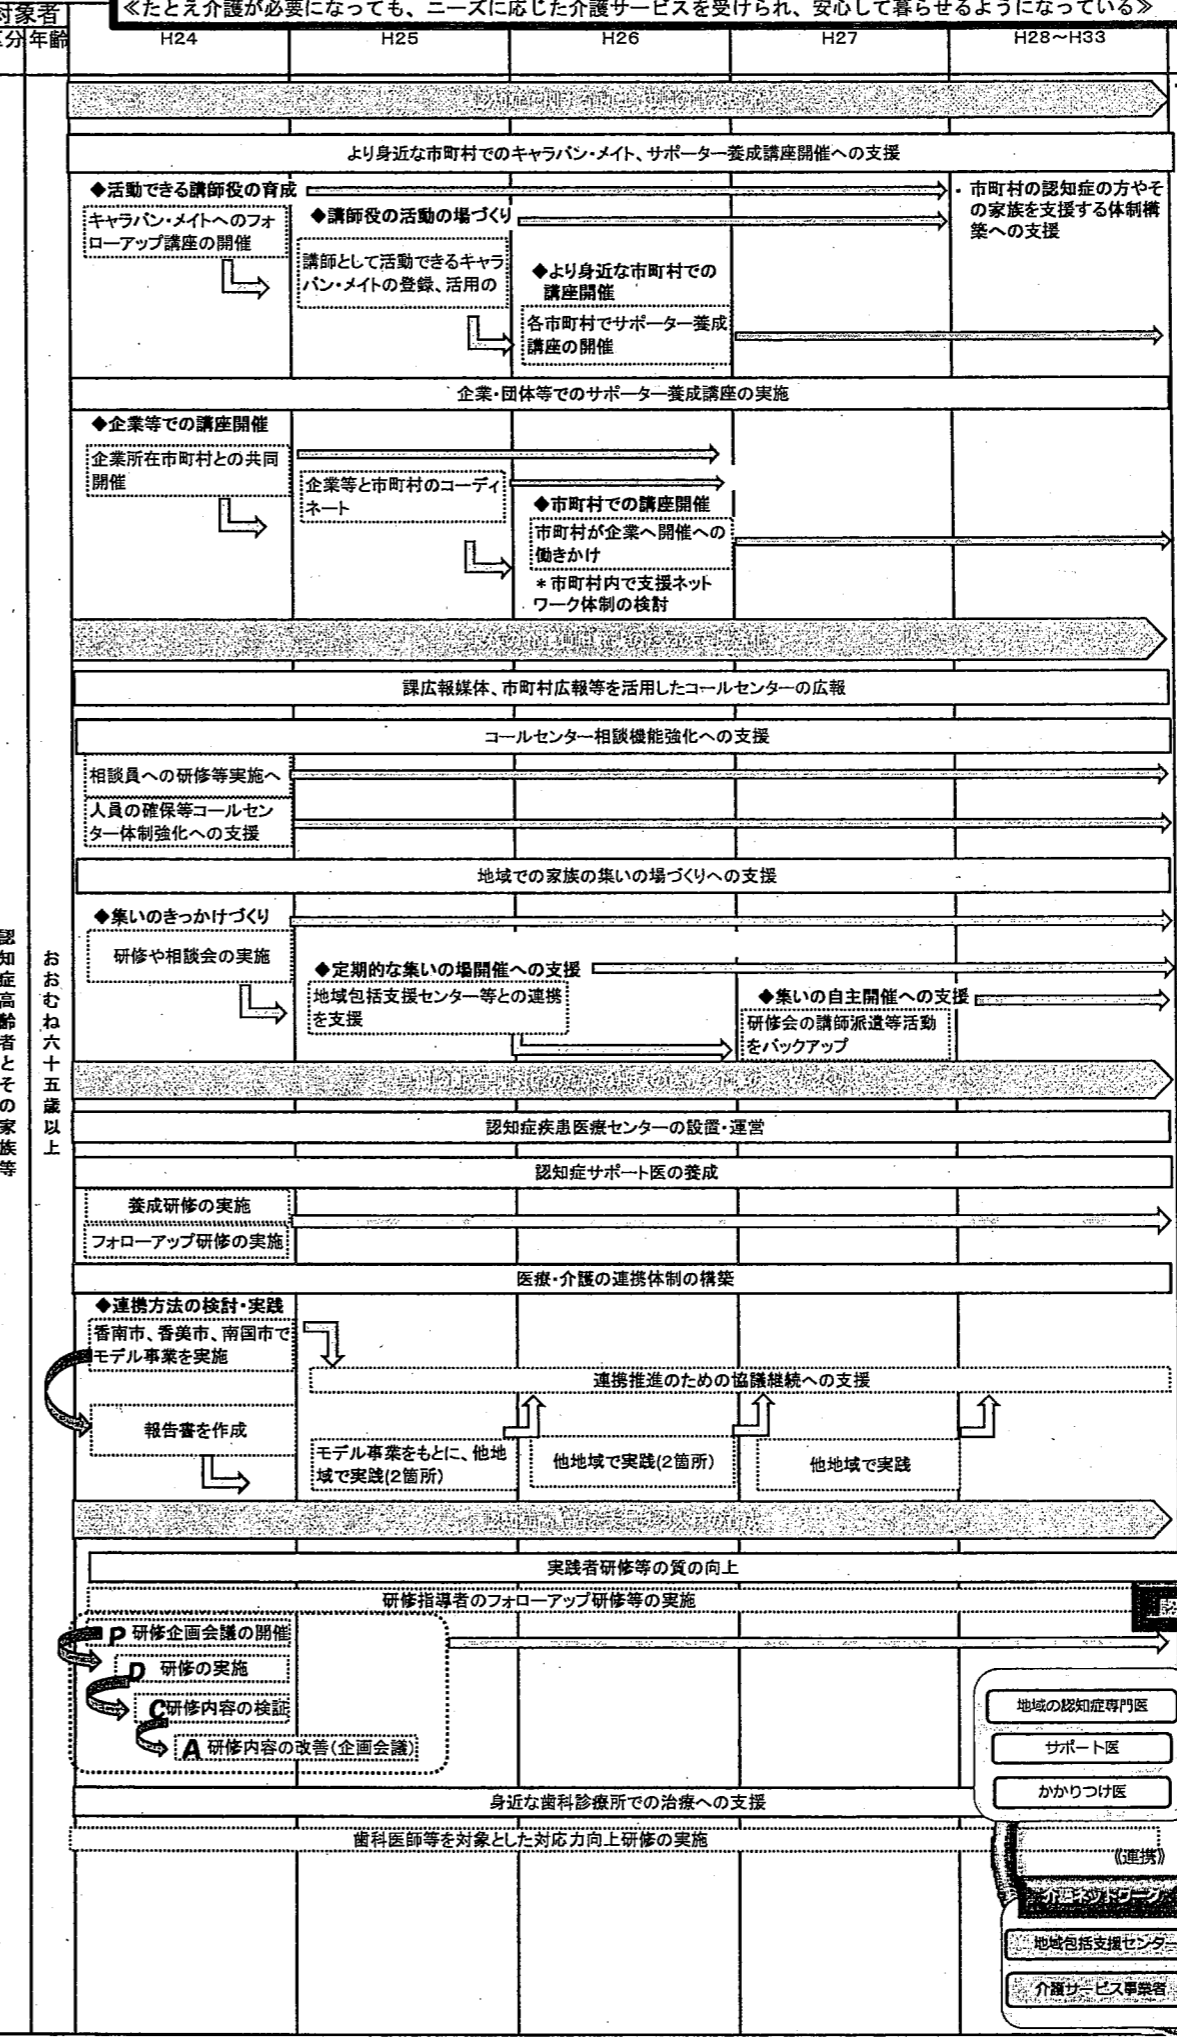 ≪たとえ介護が必要になっても、ニーズに応じた介護サービスを受けられ、安心して暮らせるようになっている≫
対象者
区分 年齢 H24 H25 H26 H27 H28～H33
より身近な市町村でのキャラバン・メイト、サポーター養成講座開催への支援
◆活動できる講師役の育成
キャラバン・メイトへのフォ
ローアップ講座の開催
◆講師役の活動の場づくり
講師として活動できるキャラ
バン・メイトの登録、活用の
◆より身近な市町村での
講座開催
各市町村でサポーター養成
講座の開催
・市町村の認知症の方やそ
の家族を支援する体制構
築への支援
企業・団体等でのサポーター養成講座の実施
◆企業等での講座開催
企業所在市町村との共同
開催
企業等と市町村のコーディ
ネート
◆市町村での講座開催
市町村が企業へ開催への
働きかけ
＊市町村内で支援ネット
ワーク体制の検討
課広報媒体、市町村広報等を活用したコールセンターの広報
コールセンター相談機能強化への支援
相談員への研修等実施へ
人員の確保等コールセン
ター体制強化への支援
地域での家族の集いの場づくりへの支援
◆集いのきっかけづくり
研修や相談会の実施
◆定期的な集いの場開催への支援
地域包括支援センター等との連携
を支援
◆集いの自主開催への支援
研修会の講師派遣等活動
をバックアップ
認知症高齢者とその家族等
おおむね六十五歳以上
認知症疾患医療センターの設置・運営
認知症サポート医の養成
養成研修の実施
フォローアップ研修の実施
医療・介護の連携体制の構築
◆連携方法の検討・実践
香南市、香美市、南国市で
モデル事業を実施
連携推進のための協議継続への支援
報告書を作成
モデル事業をもとに、他地
域で実践(2箇所)
他地域で実践(2箇所)
他地域で実践
実践者研修等の質の向上
研修指導者のフォローアップ研修等の実施
P 研修企画会議の開催
D 研修の実施
C 研修内容の検証
A 研修内容の改善(企画会議)
地域の認知症専門医
サポート医
かかりつけ医
身近な歯科診療所での治療への支援
歯科医師等を対象とした対応力向上研修の実施
《連携》
介護ネットワーク
地域包括支援センター
介護サービス事業者